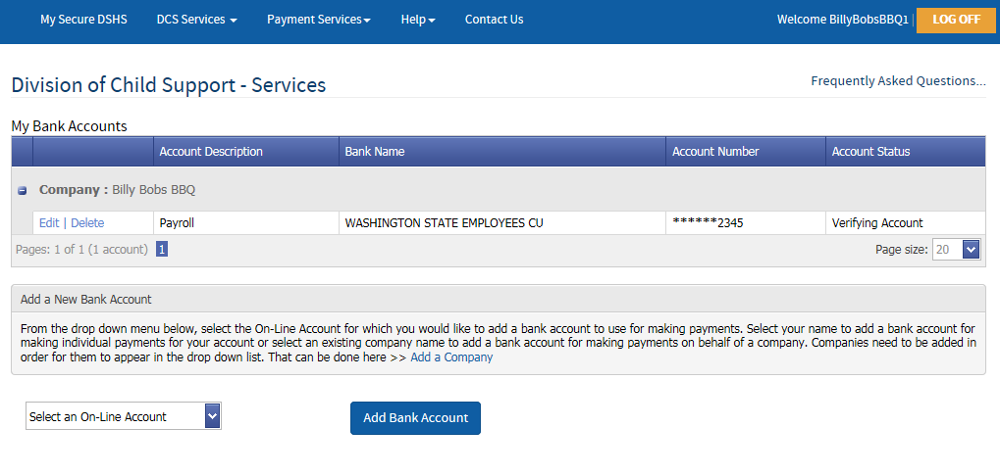 My Secure DSHS DCS Services Payment Services Help Contact Us Welcome BillyBobsBBQ1 | LOG OFF
Division of Child Support - Services
Frequently Asked Questions...
My Bank Accounts
Account Description Bank Name Account Number Account Status
Company : Billy Bobs BBQ
Edit | Delete Payroll WASHINGTON STATE EMPLOYEES CU ******2345 Verifying Account
Pages: 1 of 1 (1 account) 1 Page size: 20
Add a New Bank Account
From the drop down menu below, select the On-Line Account for which you would like to add a bank account to use for making payments. Select your name to add a bank account for
making individual payments for your account or select an existing company name to add a bank account for making payments on behalf of a company. Companies need to be added in
order for them to appear in the drop down list. That can be done here >> Add a Company
Select an On-Line Account Add Bank Account